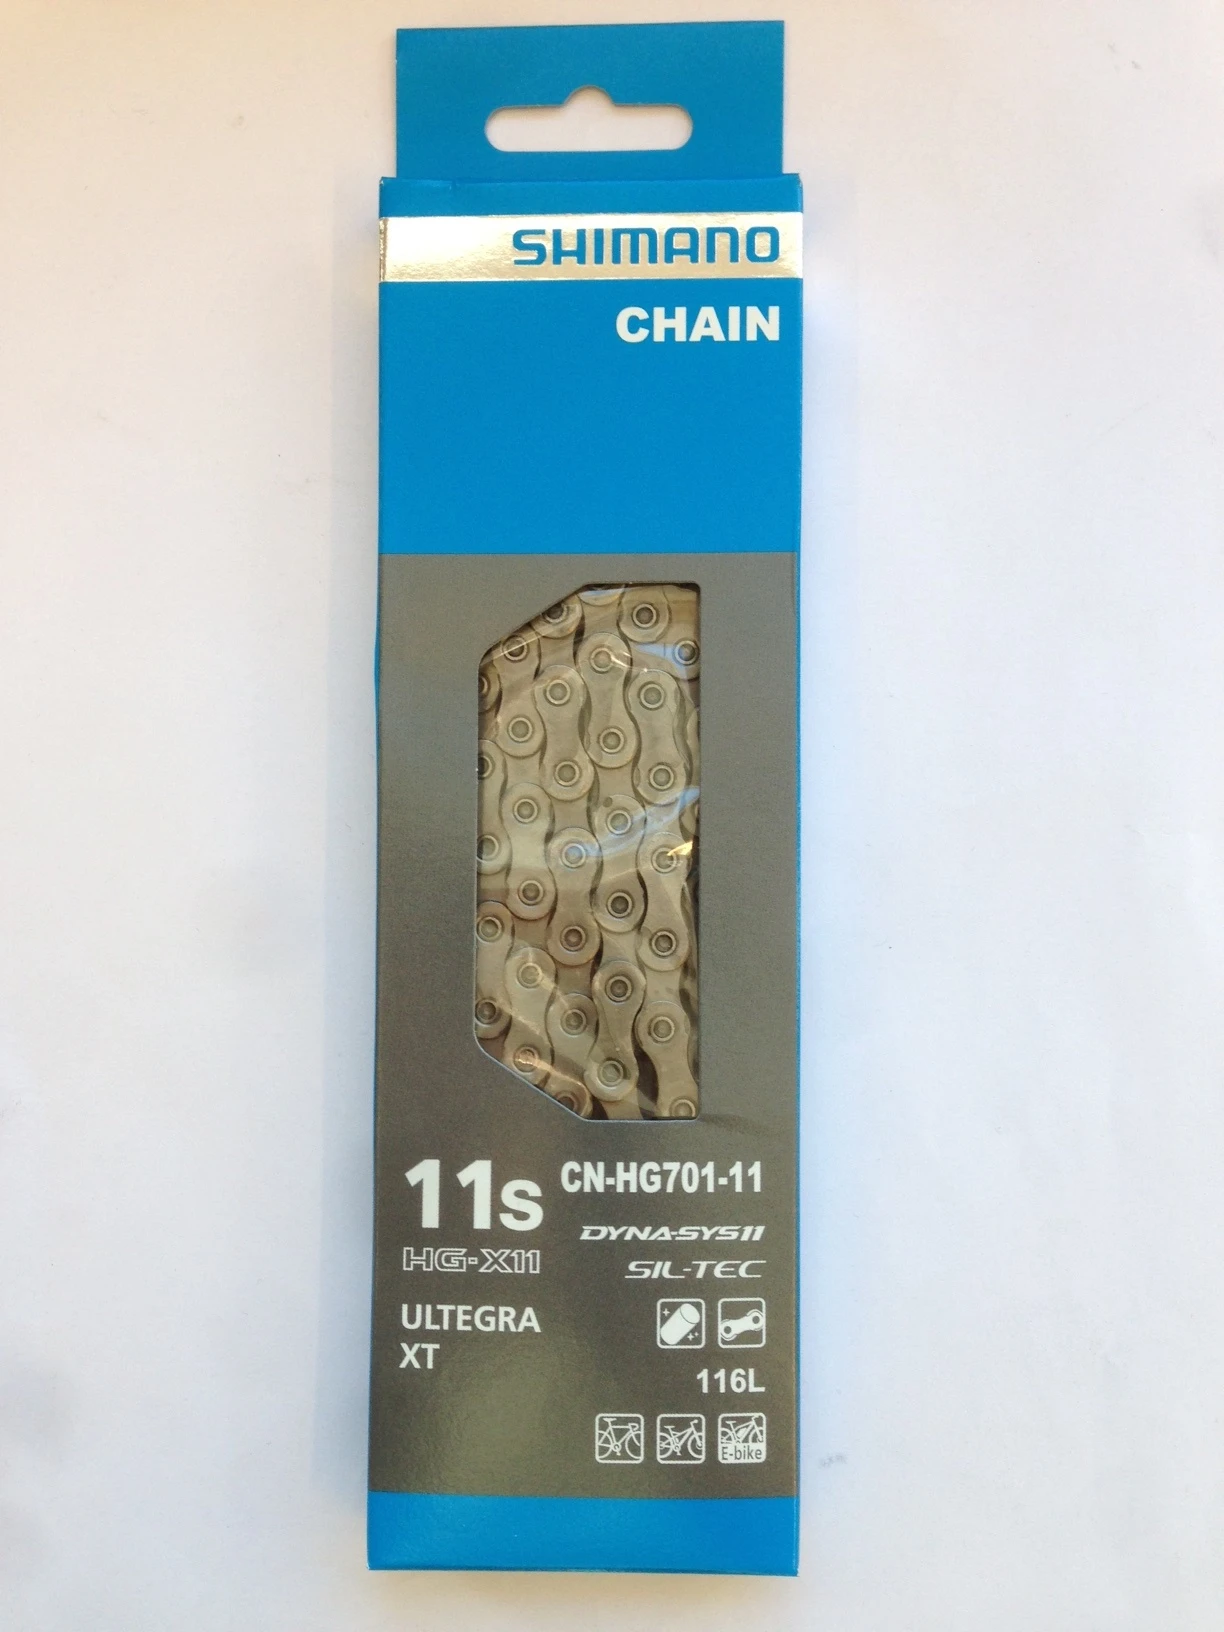 SHIMANO
CHAIN
11s
CN-HG701-11
HG-X11
DYNA-SYS11
SIL-TEC
ULTEGRA
XT
116L
E-bike